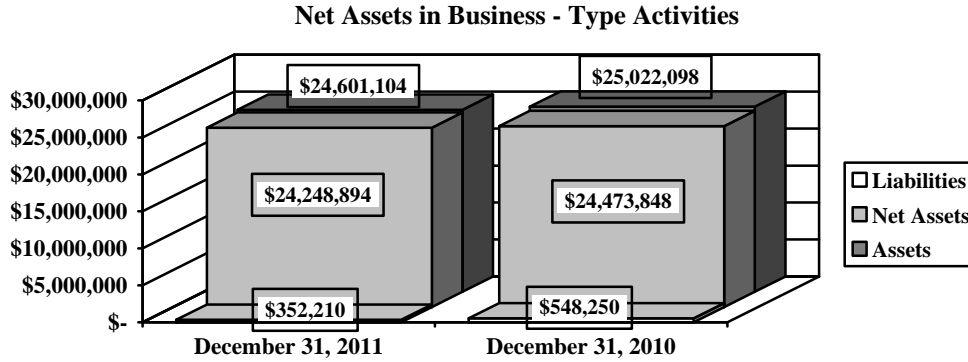 Net Assets in Business - Type Activities
$30,000,000
$25,000,000
$20,000,000
$15,000,000
$10,000,000
$5,000,000
$-
$24,601,104
$25,022,098
$24,248,894
$24,473,848
$352,210
$548,250
December 31, 2011
December 31, 2010
Liabilities
Net Assets
Assets